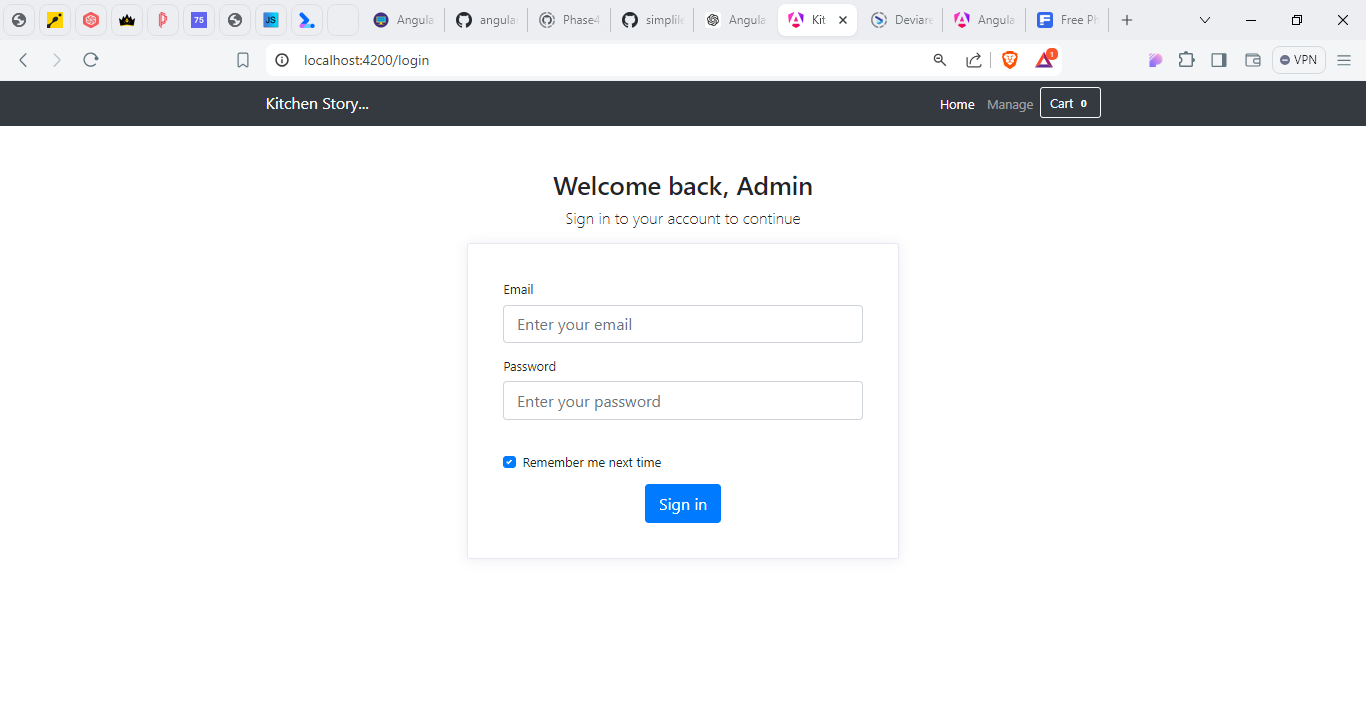 75
JS
Angula
angula
Phase4
simplile
Angula
Kit
Deviare
Angula
Free Ph
localhost:4200/login
1
VPN
Kitchen Story...
Home
Manage
Cart 0
Welcome back, Admin
Sign in to your account to continue
Email
Enter your email
Password
Enter your password
Remember me next time
Sign in